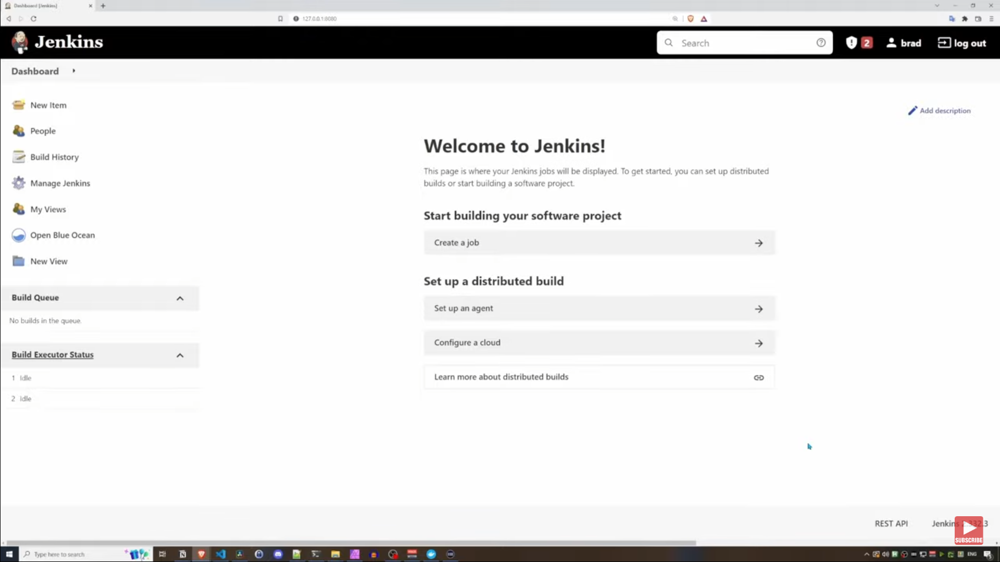 Dashboard [Jenkins]
127.0.0.1:8080
Jenkins
Search
2
brad
log out
Dashboard
New Item
People
Build History
Manage Jenkins
My Views
Open Blue Ocean
New View
Build Queue
No builds in the queue.
Build Executor Status
1 Idle
2 Idle
Add description
Welcome to Jenkins!
This page is where your Jenkins jobs will be displayed. To get started, you can set up distributed
builds or start building a software project.
Start building your software project
Create a job
Set up a distributed build
Set up an agent
Configure a cloud
Learn more about distributed builds
REST API
Jenkins 2.332.3
SUBSCRIBE
Type here to search
ENG